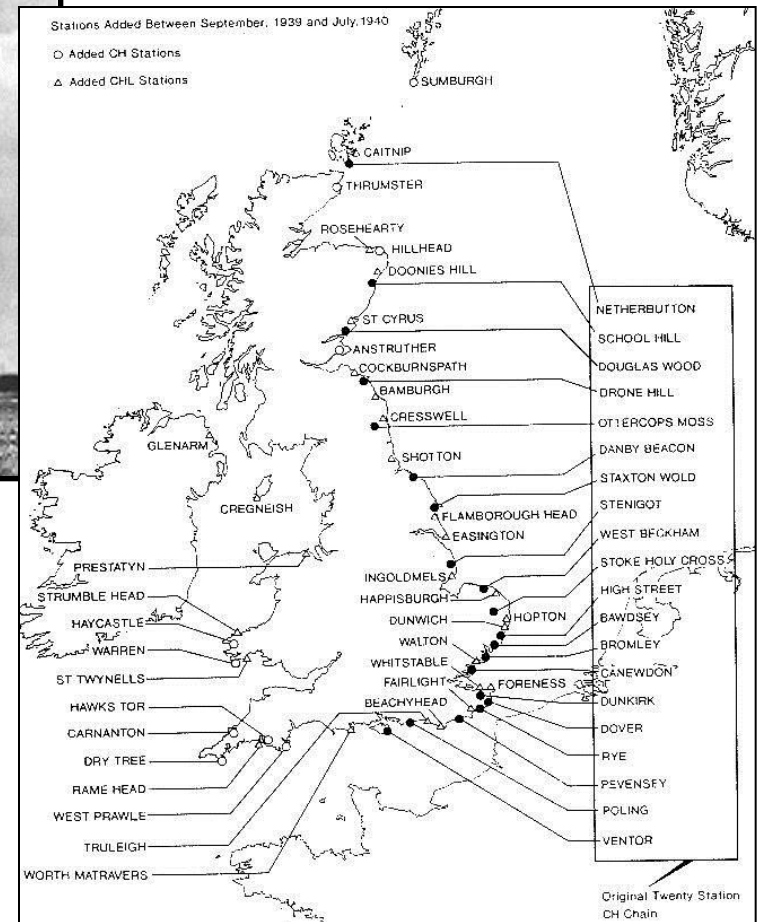 Stations Added Between September, 1939 and July, 1940
Added CH Stations
Added CHL Stations
SUMBURGH
CAITNIP
THRUMSTER
ROSEHEARTY
HILLHEAD
DOONIES HILL
ST CYRUS
ANSTRUTHER
COCKBURNSPATH
BAMBURGH
CRESSWELL
GLENARM
SHOTTON
CREGNEISH
FLAMBOROUGH HEAD
EASINGTON
PRESTATYN
INGOLDMELS
STRUMBLE HEAD
HAPPISBURGH
HAYCASTLE
DUNWICH
HOPTON
WARREN
WALTON
ST TWYNELLS
WHITSTABLE
FAIRLIGHT
FORENESS
HAWKS TOR
BEACHYHEAD
CARNANTON
DRY TREE
RAME HEAD
WEST PRAWLE
TRULEIGH
WORTH MATRAVERS
NETHERBUTTON
SCHOOL HILL
DOUGLAS WOOD
DRONE HILL
OTTERCOPS MOSS
DANBY BEACON
STAXTON WOLD
STENIGOT
WEST BECKHAM
STOKE HOLY CROSS
HIGH STREET
BAWDSEY
BROMLEY
CANEWDON
DUNKIRK
DOVER
RYE
PEVENSEY
POLING
VENTOR
Original Twenty Station
CH Chain